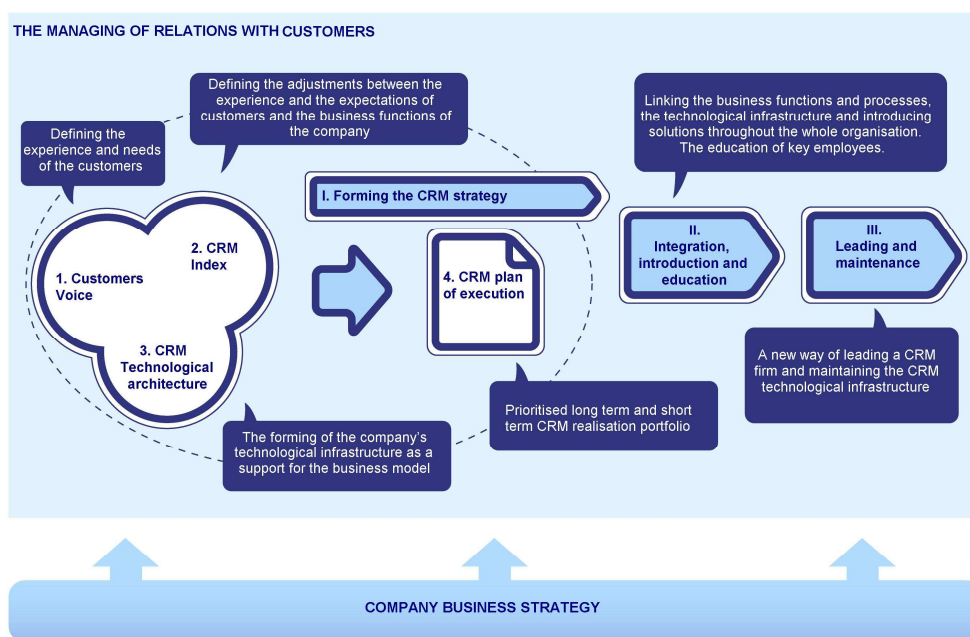 THE MANAGING OF RELATIONS WITH CUSTOMERS
Defining the
experience and needs
of the customers
Defining the adjustments between the
experience and the expectations of
customers and the business functions of
the company
Linking the business functions and processes,
the technological infrastructure and introducing
solutions throughout the whole organisation.
The education of key employees.
I. Forming the CRM strategy
1. Customers
Voice
2. CRM
Index
3. CRM
Technological
architecture
4. CRM plan
of execution
II.
Integration,
introduction and
education
III.
Leading and
maintenance
The forming of the company's
technological infrastructure as a
support for the business model
Prioritised long term and short
term CRM realisation portfolio
A new way of leading a CRM
firm and maintaining the CRM
technological infrastructure
COMPANY BUSINESS STRATEGY